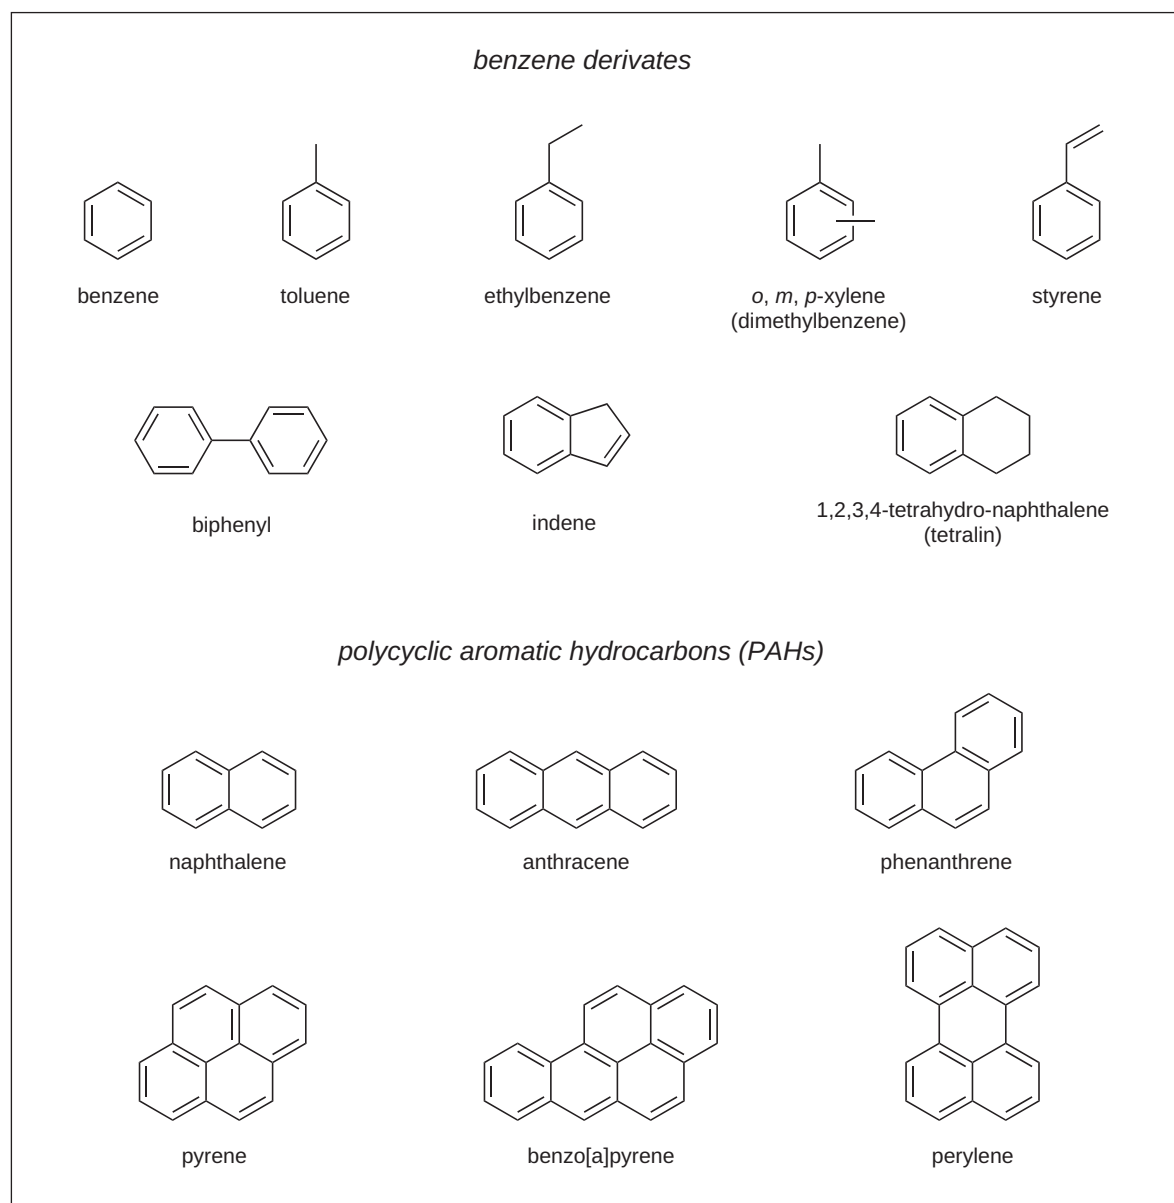 benzene derivates
benzene
toluene
ethylbenzene
o, m, p-xylene
(dimethylbenzene)
styrene
biphenyl
indene
1,2,3,4-tetrahydro-naphthalene
(tetralin)
polycyclic aromatic hydrocarbons (PAHs)
naphthalene
anthracene
phenanthrene
pyrene
benzo[a]pyrene
perylene